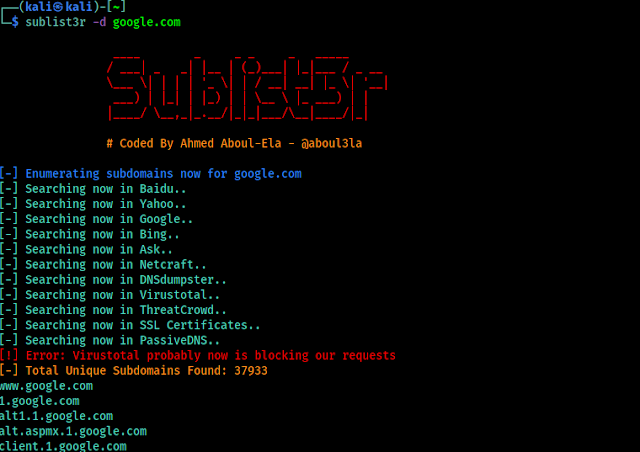 (kali㉿kali)-[~]
$ sublist3r -d google.com
Sublist3r
# Coded By Ahmed Aboul-Ela - @aboul3la
[-] Enumerating subdomains now for google.com
[-] Searching now in Baidu..
[-] Searching now in Yahoo..
[-] Searching now in Google..
[-] Searching now in Bing..
[-] Searching now in Ask..
[-] Searching now in Netcraft..
[-] Searching now in DNSdumpster..
[-] Searching now in Virustotal..
[-] Searching now in ThreatCrowd..
[-] Searching now in SSL Certificates..
[-] Searching now in PassiveDNS..
[!] Error: Virustotal probably now is blocking our requests
[-] Total Unique Subdomains Found: 37933
www.google.com
1.google.com
alt1.1.google.com
alt.aspmx.1.google.com
client.1.google.com